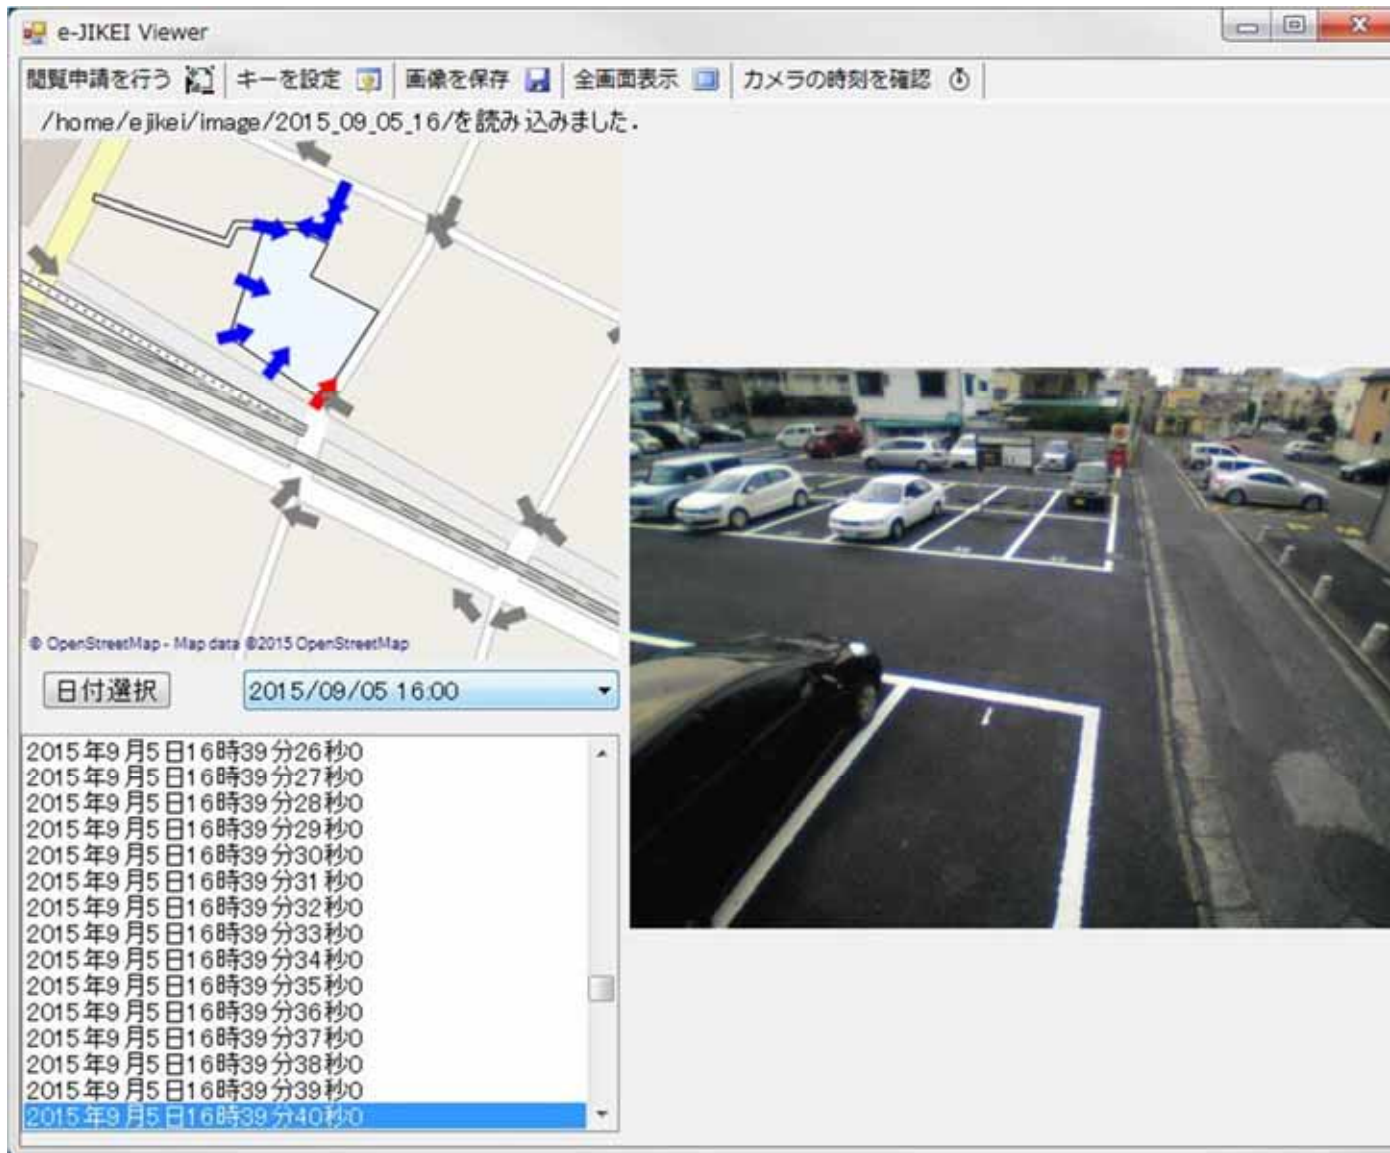 e-JIKEI Viewer
閲覧申請を行う キーを設定 画像を保存 全画面表示 カメラの時刻を確認
/home/ejikei/image/2015_09_05_16/を読み込みました.
© OpenStreetMap - Map data ©2015 OpenStreetMap
日付選択 2015/09/05 16:00
2015年9月5日16時39分26秒0
2015年9月5日16時39分27秒0
2015年9月5日16時39分28秒0
2015年9月5日16時39分29秒0
2015年9月5日16時39分30秒0
2015年9月5日16時39分31秒0
2015年9月5日16時39分32秒0
2015年9月5日16時39分33秒0
2015年9月5日16時39分34秒0
2015年9月5日16時39分35秒0
2015年9月5日16時39分36秒0
2015年9月5日16時39分37秒0
2015年9月5日16時39分38秒0
2015年9月5日16時39分39秒0
2015年9月5日16時39分40秒0